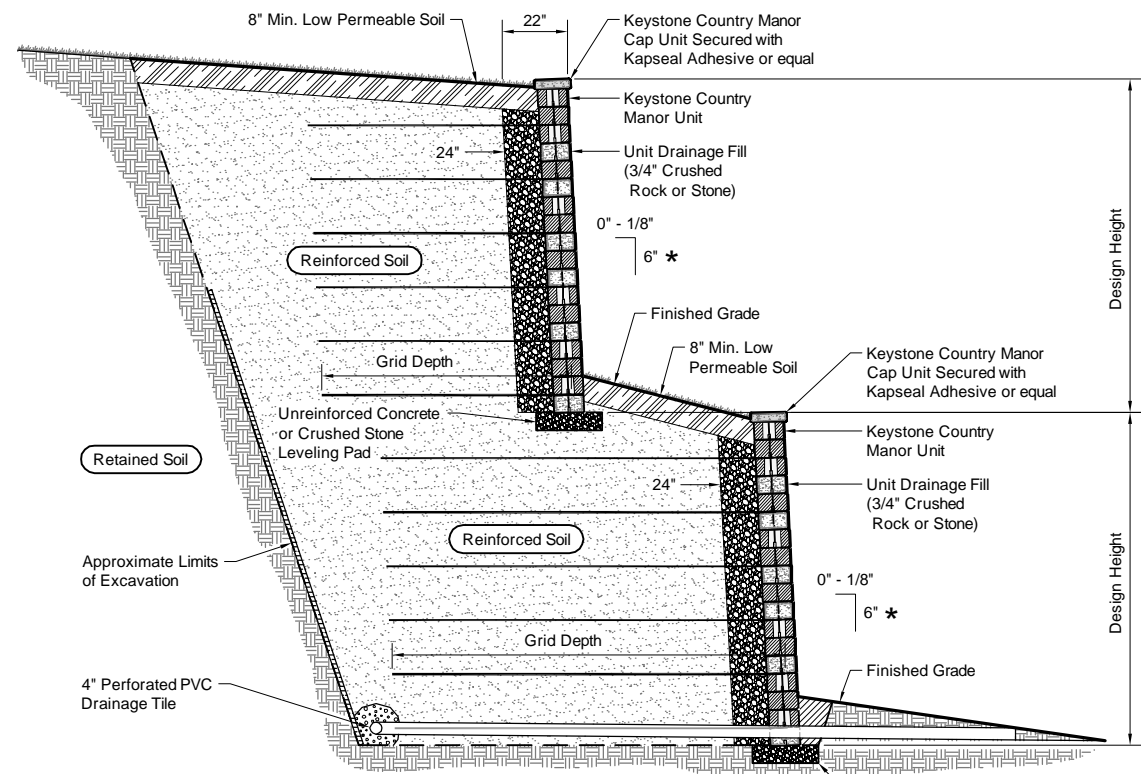 8" Min. Low Permeable Soil
22"
Keystone Country Manor
Cap Unit Secured with
Kapseal Adhesive or equal
Keystone Country
Manor Unit
24"
Unit Drainage Fill
(3/4" Crushed
Rock or Stone)
0" - 1/8"
6" *
Reinforced Soil
Design Height
Finished Grade
8" Min. Low
Permeable Soil
Grid Depth
Keystone Country Manor
Cap Unit Secured with
Kapseal Adhesive or equal
Unreinforced Concrete
or Crushed Stone
Leveling Pad
Keystone Country
Manor Unit
Retained Soil
24"
Unit Drainage Fill
(3/4" Crushed
Rock or Stone)
Reinforced Soil
Approximate Limits
of Excavation
0" - 1/8"
6" *
Design Height
Grid Depth
Finished Grade
4" Perforated PVC
Drainage Tile